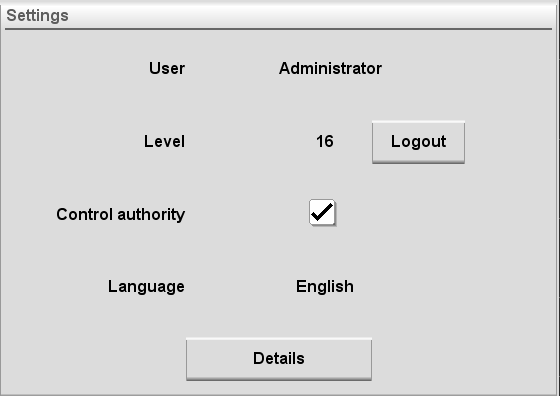 Settings
User Administrator
Level 16 Logout
Control authority
Language English
Details